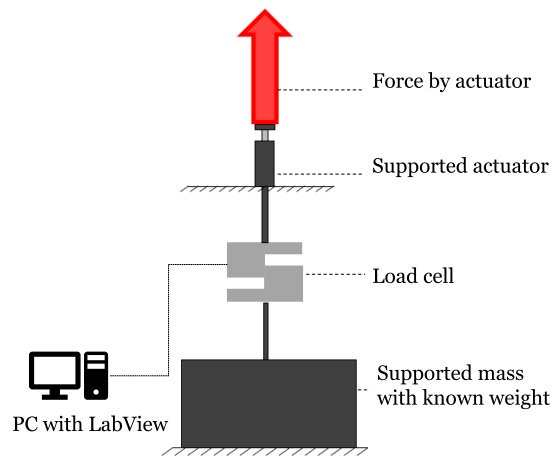 Force by actuator
Supported actuator
Load cell
Supported mass
with known weight
PC with LabView